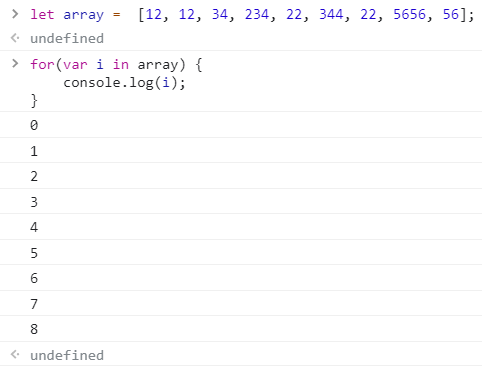 > let array =  [12, 12, 34, 234, 22, 344, 22, 5656, 56];
undefined
> for(var i in array) {
    console.log(i);
}
0
1
2
3
4
5
6
7
8
undefined